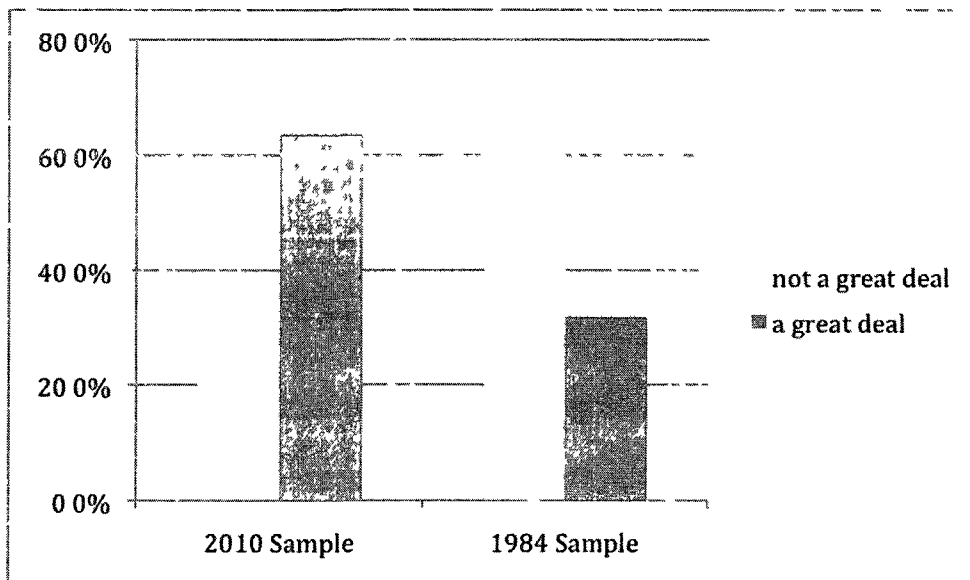 80 0%
60 0%
40 0%
20 0%
0 0%
not a great deal
a great deal
2010 Sample
1984 Sample